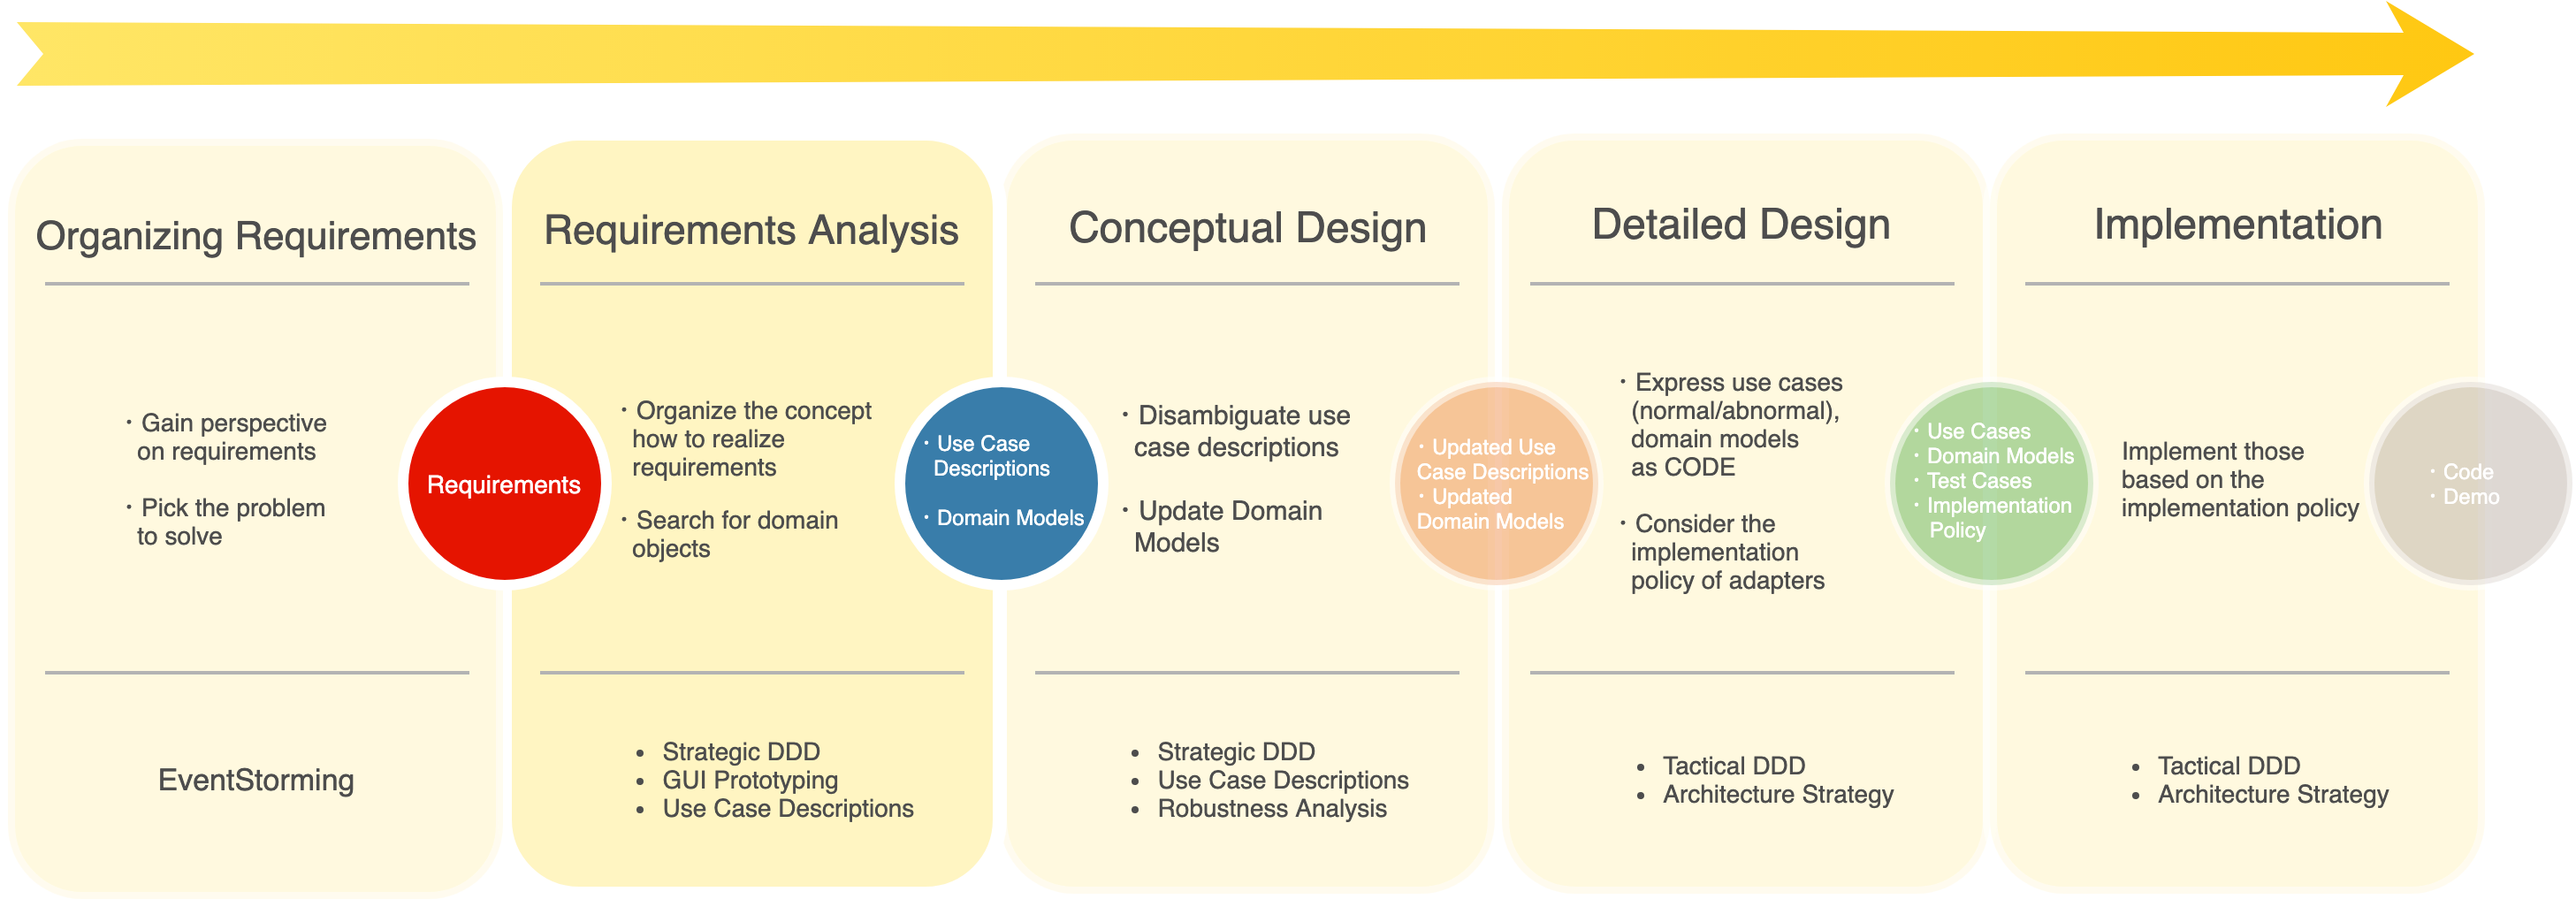 Organizing Requirements
・Gain perspective
on requirements
・Pick the problem
to solve
EventStorming
Requirements
Requirements Analysis
・Organize the concept
how to realize
requirements
・Search for domain
objects
• Strategic DDD
• GUI Prototyping
• Use Case Descriptions
・Use Case
Descriptions
・Domain Models
Conceptual Design
・Disambiguate use
case descriptions
・Update Domain
Models
• Strategic DDD
• Use Case Descriptions
• Robustness Analysis
・Updated Use
Case Descriptions
・Updated
Domain Models
Detailed Design
・Express use cases
(normal/abnormal),
domain models
as CODE
・Consider the
implementation
policy of adapters
• Tactical DDD
• Architecture Strategy
・Use Cases
・Domain Models
・Test Cases
・Implementation
Policy
Implementation
Implement those
based on the
implementation policy
• Tactical DDD
• Architecture Strategy
・Code
・Demo